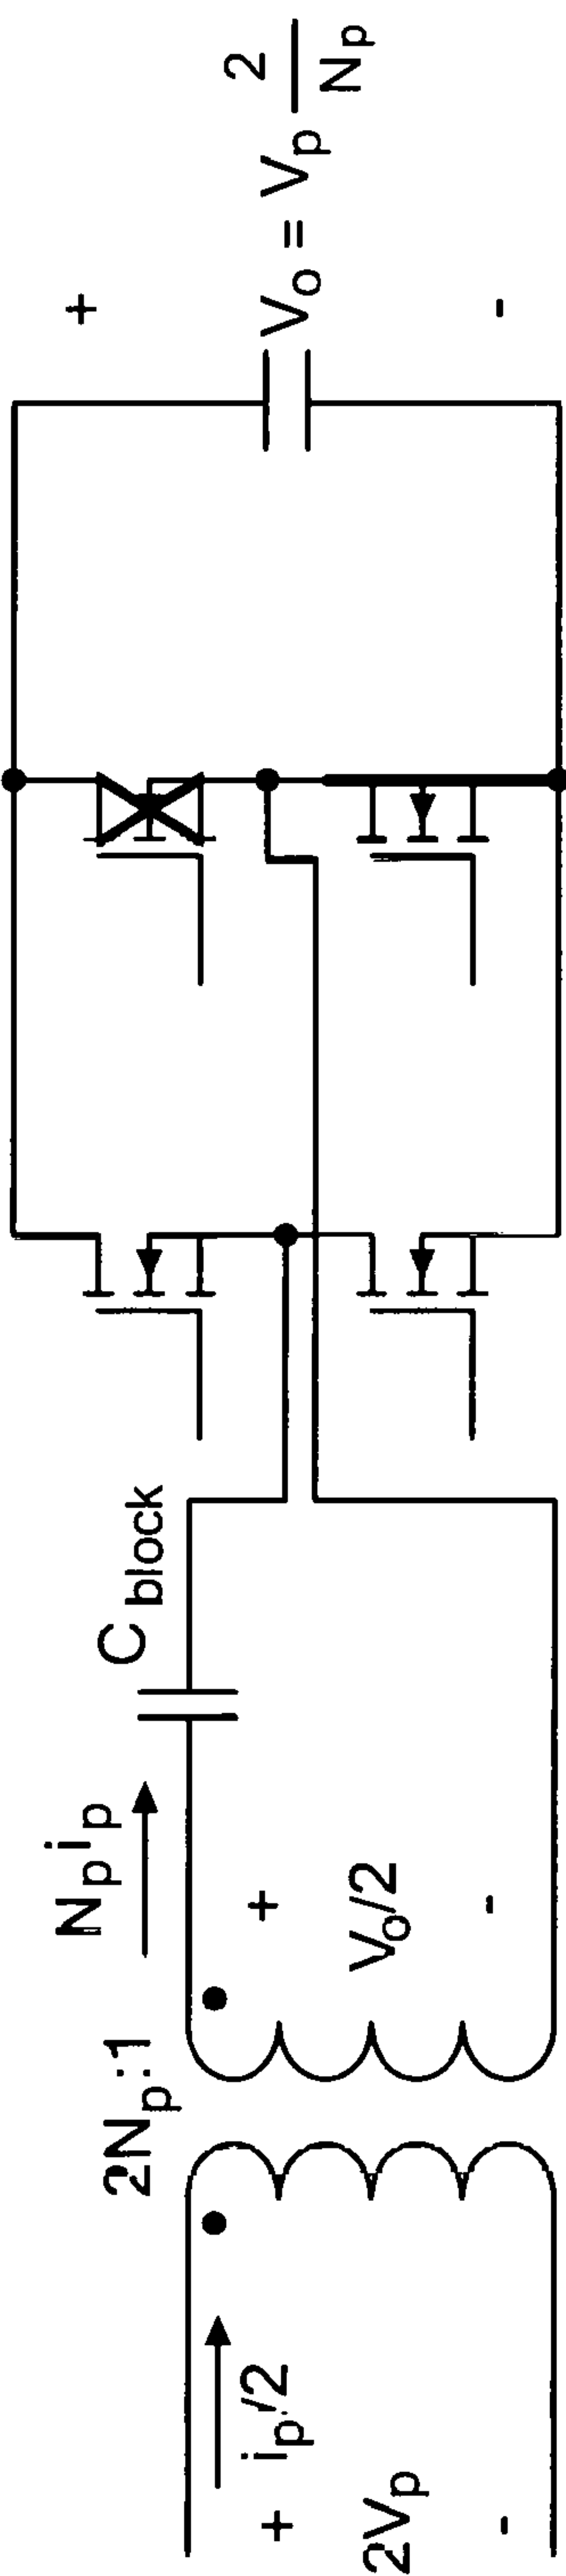 +
2V_p
-
i_p/2
2N_p:1
N_p i_p
+
V_o/2
-
C_block
+
V_o = V_p 2/N_p
-